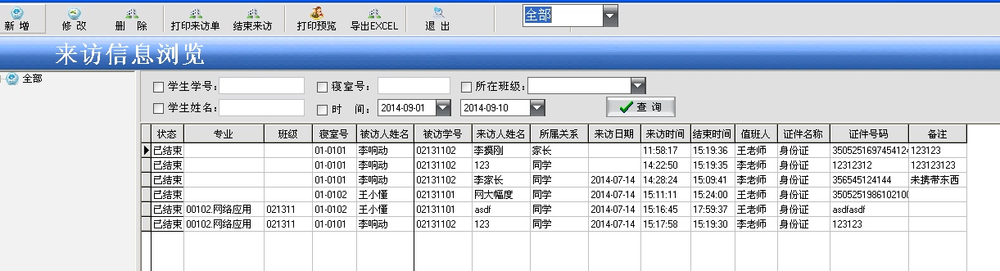 新 增 修 改 删 除 打印来访单 结束来访 打印预览 导出EXCEL 退 出 全部
来访信息浏览
全部
学生学号: 寝室号: 所在班级:
学生姓名: 时 间: 2014-09-01 2014-09-10 查 询
状态 专业 班级 寝室号 被访人姓名 被访学号 来访人姓名 所属关系 来访日期 来访时间 结束时间 值班人 证件名称 证件号码 备注
已结束 01-0101 李响动 02131102 李摸刚 家长 11:58:17 15:19:36 王老师 身份证 3505251697454124 123123
已结束 01-0101 李响动 02131102 123 同学 14:22:50 15:19:35 王老师 身份证 12312312 123123123
已结束 01-0101 李响动 02131102 李家长 同学 2014-07-14 14:28:24 15:09:41 李老师 身份证 356545124144 未携带东西
已结束 01-0102 王小懂 02131101 网大幅度 同学 2014-07-14 15:11:11 15:24:00 王老师 身份证 3505251986102100
已结束 00102.网络应用 021311 01-0102 王小懂 02131101 asdf 同学 2014-07-14 15:16:45 17:59:37 王老师 身份证 asdfasdf
已结束 00102.网络应用 021311 01-0101 李响动 02131102 123 同学 2014-07-14 15:17:58 15:19:30 李老师 身份证 123123